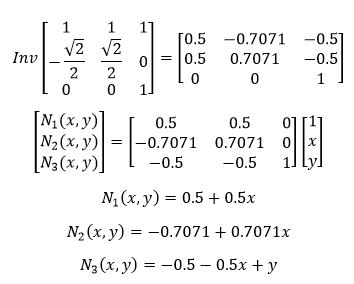 Inv [1 1 1; -√2/2 √2/2 0; 0 0 1] = [0.5 -0.7071 -0.5; 0.5 0.7071 -0.5; 0 0 1]
[N₁(x, y); N₂(x, y); N₃(x, y)] = [0.5 0.5 0; -0.7071 0.7071 0; -0.5 -0.5 1] [1; x; y]
N₁(x, y) = 0.5 + 0.5x
N₂(x, y) = −0.7071 + 0.7071x
N₃(x, y) = −0.5 − 0.5x + y